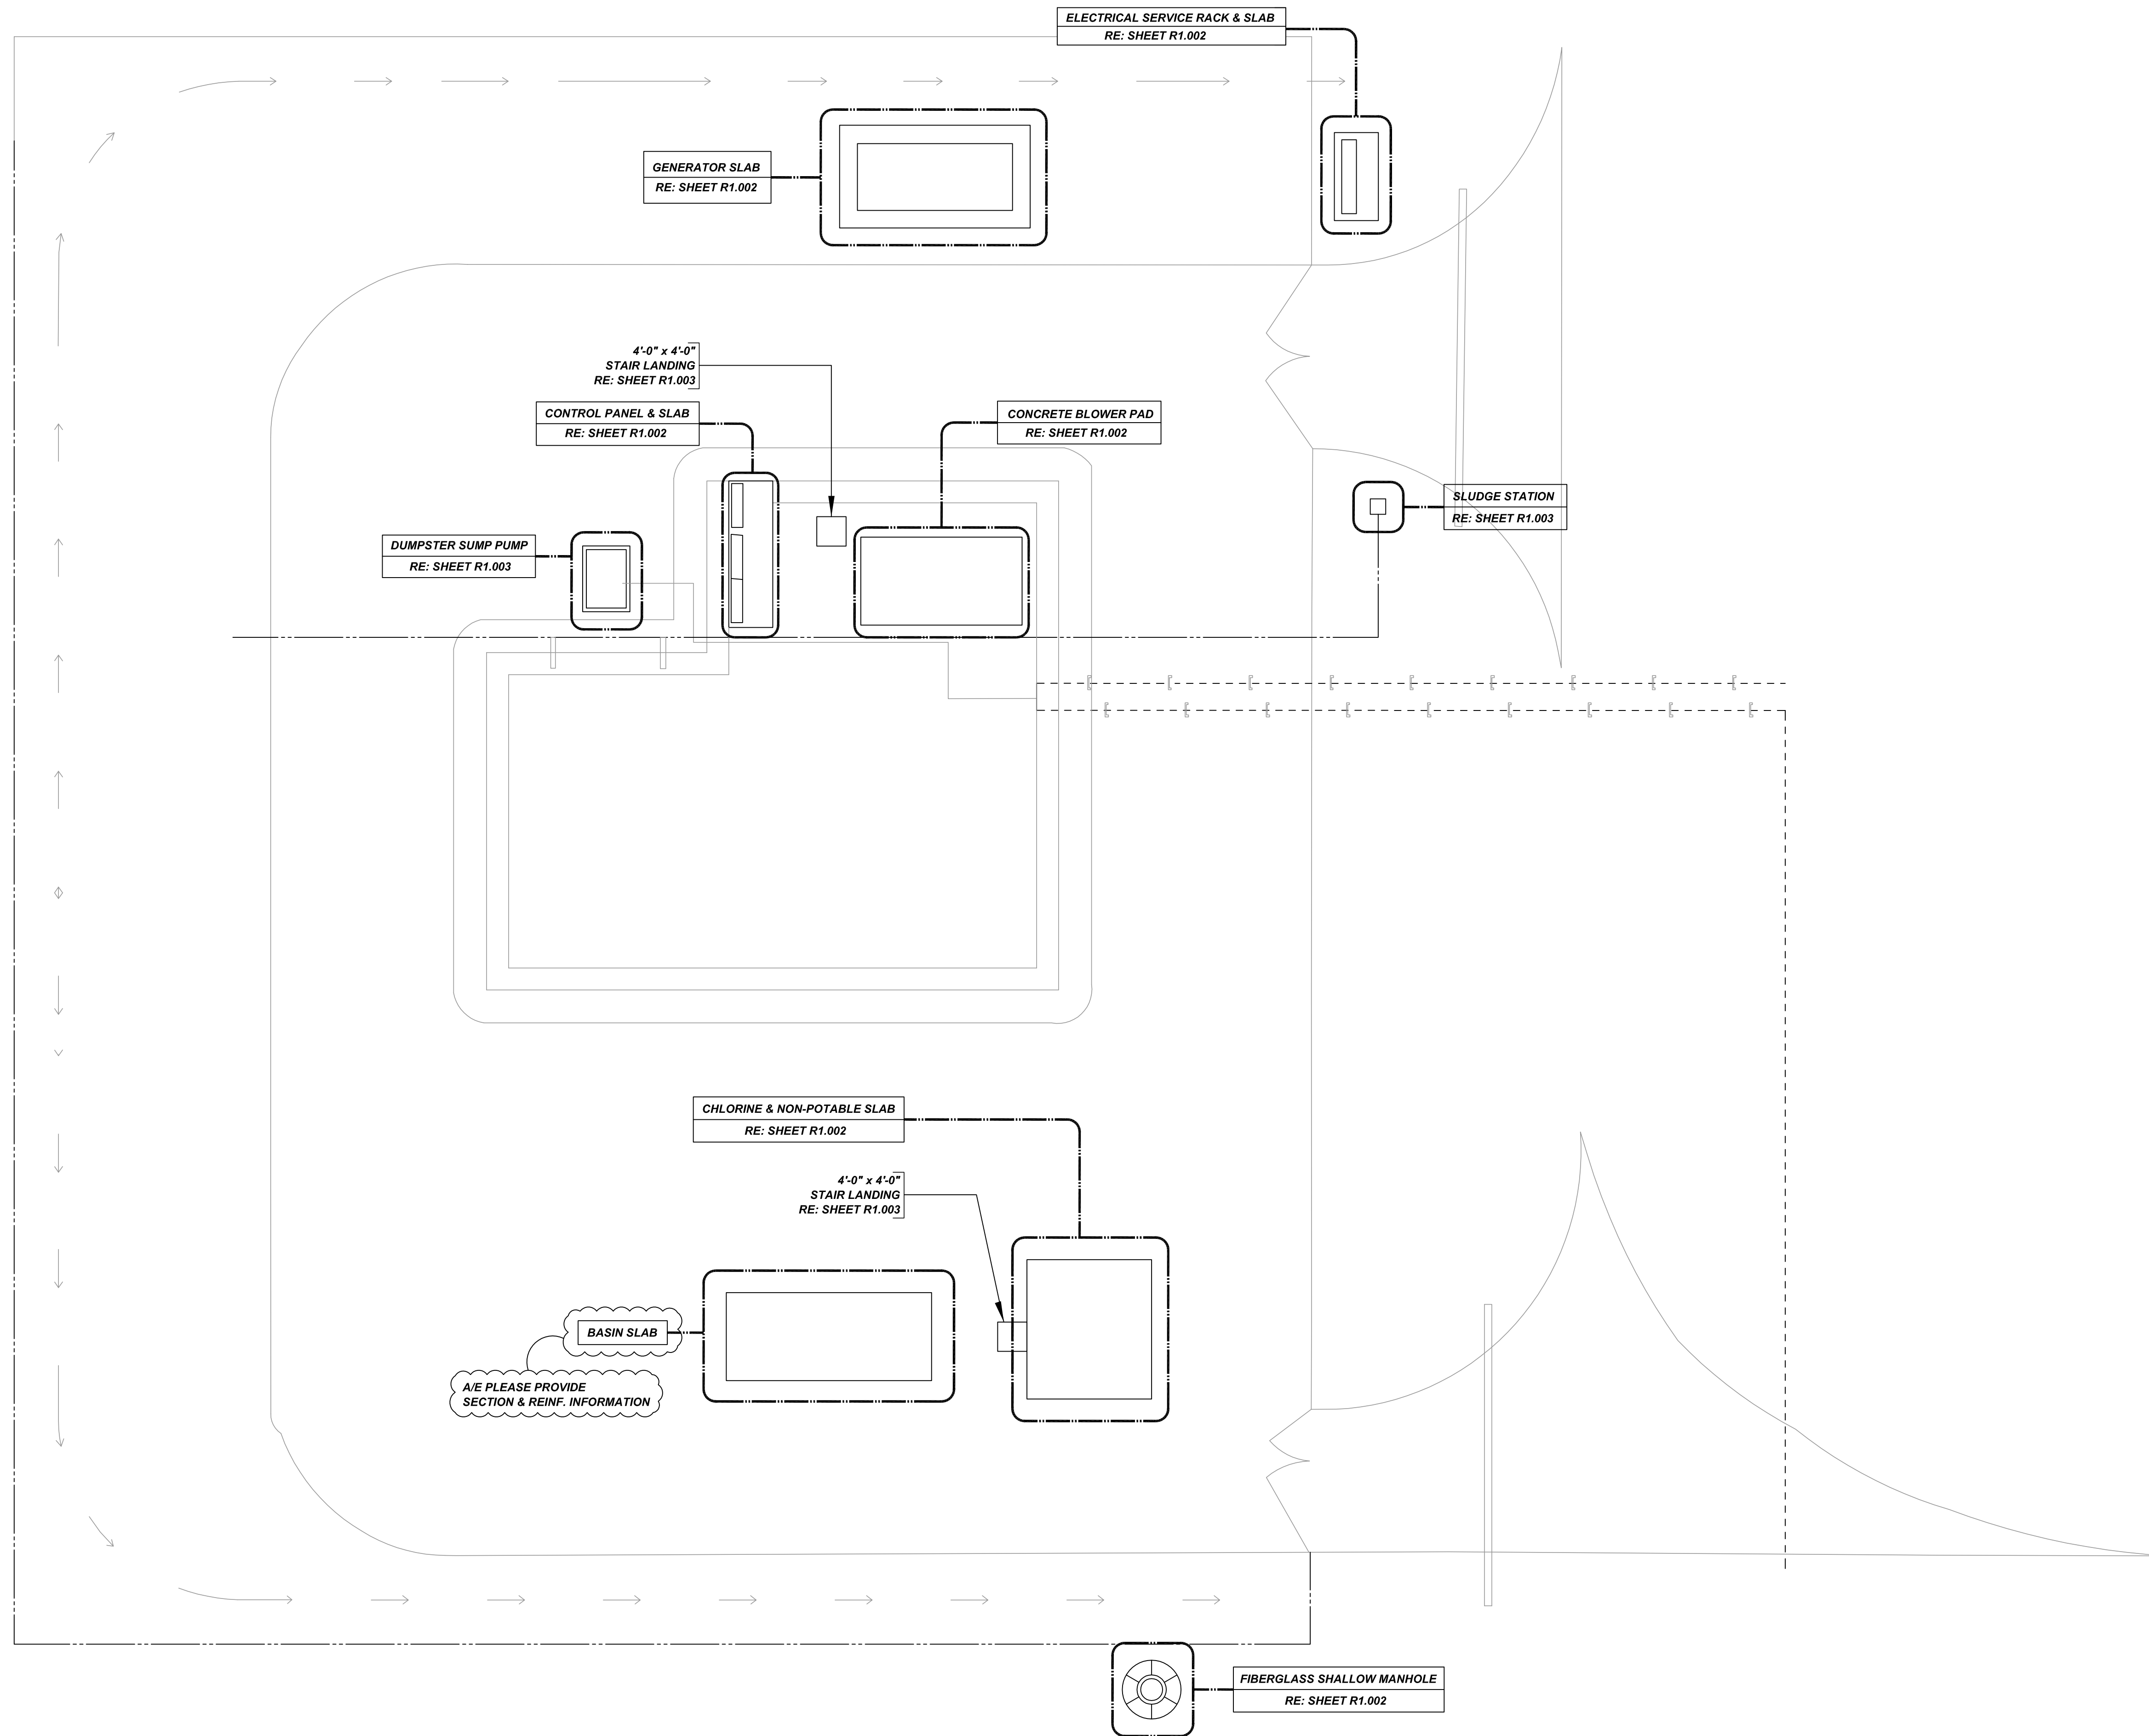 ELECTRICAL SERVICE RACK & SLAB
RE: SHEET R1.002
GENERATOR SLAB
RE: SHEET R1.002
4'-0" x 4'-0"
STAIR LANDING
RE: SHEET R1.003
CONTROL PANEL & SLAB
RE: SHEET R1.002
CONCRETE BLOWER PAD
RE: SHEET R1.002
SLUDGE STATION
RE: SHEET R1.003
DUMPSTER SUMP PUMP
RE: SHEET R1.003
CHLORINE & NON-POTABLE SLAB
RE: SHEET R1.002
4'-0" x 4'-0"
STAIR LANDING
RE: SHEET R1.003
BASIN SLAB
A/E PLEASE PROVIDE
SECTION & REINF. INFORMATION
FIBERGLASS SHALLOW MANHOLE
RE: SHEET R1.002